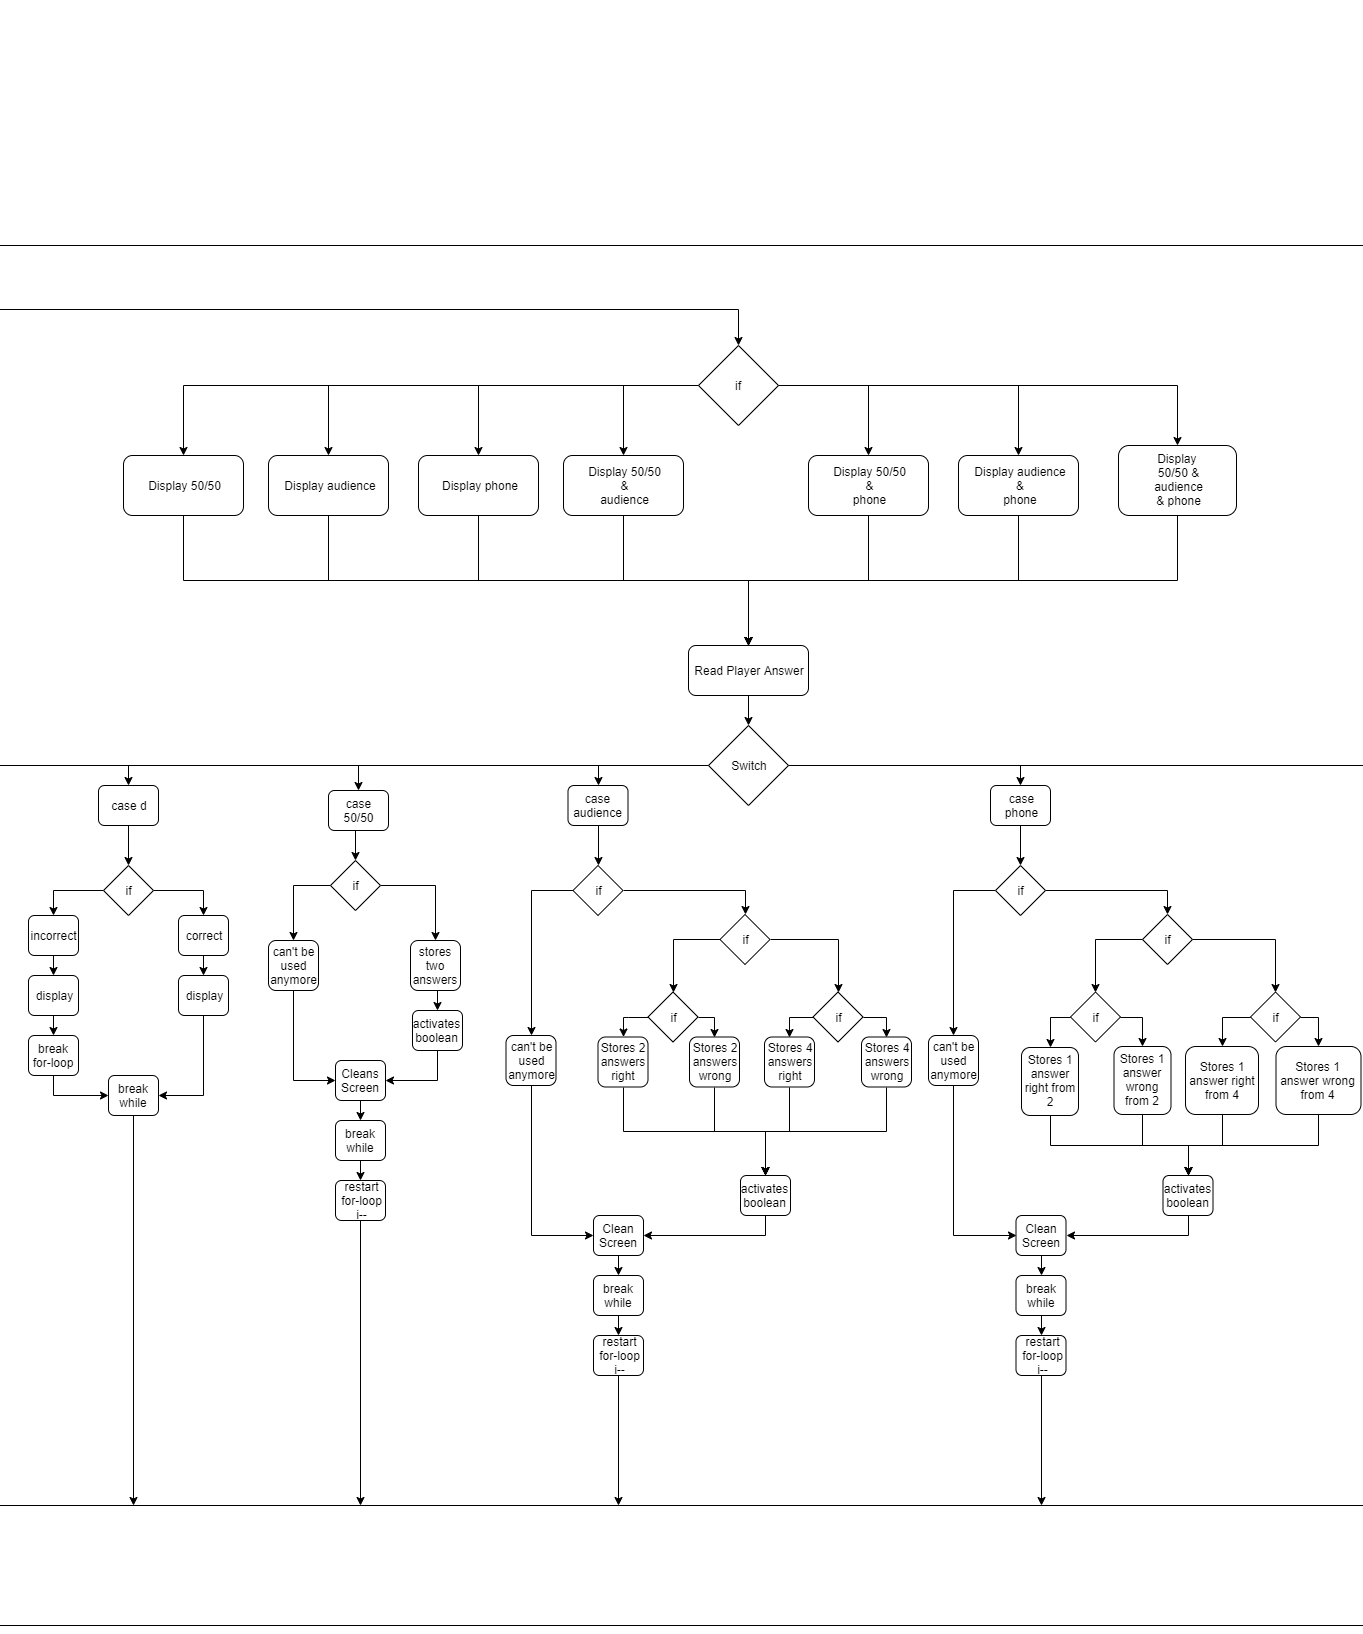 if
Display 50/50
Display audience
Display phone
Display 50/50
&
audience
Display 50/50
&
phone
Display audience
&
phone
Display
50/50 &
audience
& phone
Read Player Answer
Switch
case d
if
incorrect
correct
display
display
break
for-loop
break
while
case
50/50
if
can't be
used
anymore
stores
two
answers
activates
boolean
Cleans
Screen
break
while
restart
for-loop
i--
case
audience
if
if
if
if
can't be
used
anymore
Stores 2
answers
right
Stores 2
answers
wrong
Stores 4
answers
right
Stores 4
answers
wrong
activates
boolean
Clean
Screen
break
while
restart
for-loop
i--
case
phone
if
if
if
if
can't be
used
anymore
Stores 1
answer
right from
2
Stores 1
answer
wrong
from 2
Stores 1
answer right
from 4
Stores 1
answer wrong
from 4
activates
boolean
Clean
Screen
break
while
restart
for-loop
i--